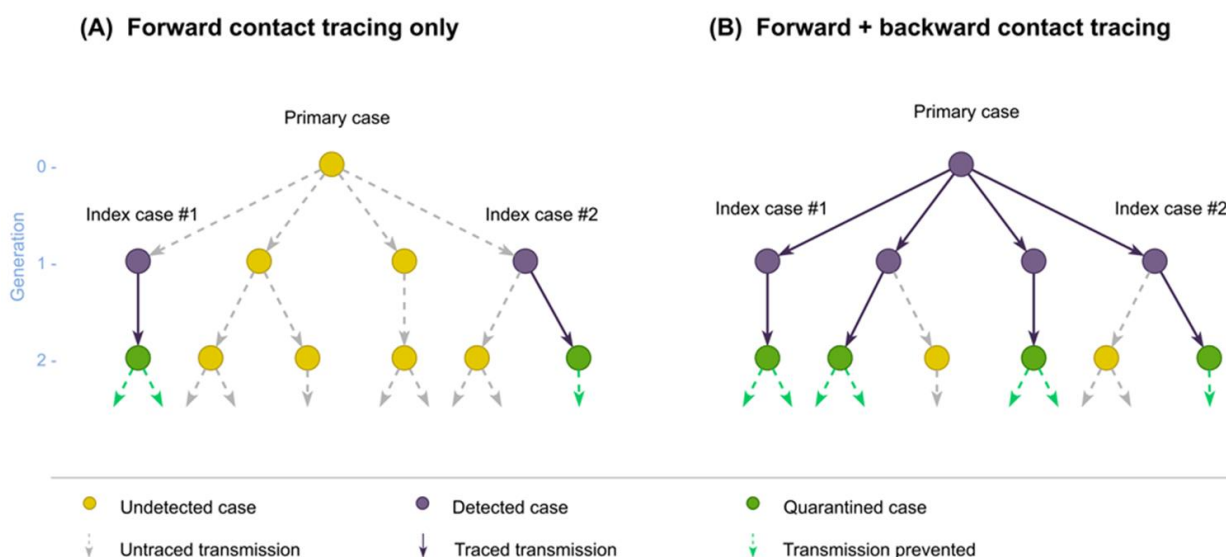 (A) Forward contact tracing only
(B) Forward + backward contact tracing
Primary case
Primary case
0 -
Index case #1
Index case #2
Index case #1
Index case #2
Generation
1 -
2 -
Undetected case
Detected case
Quarantined case
Untraced transmission
Traced transmission
Transmission prevented